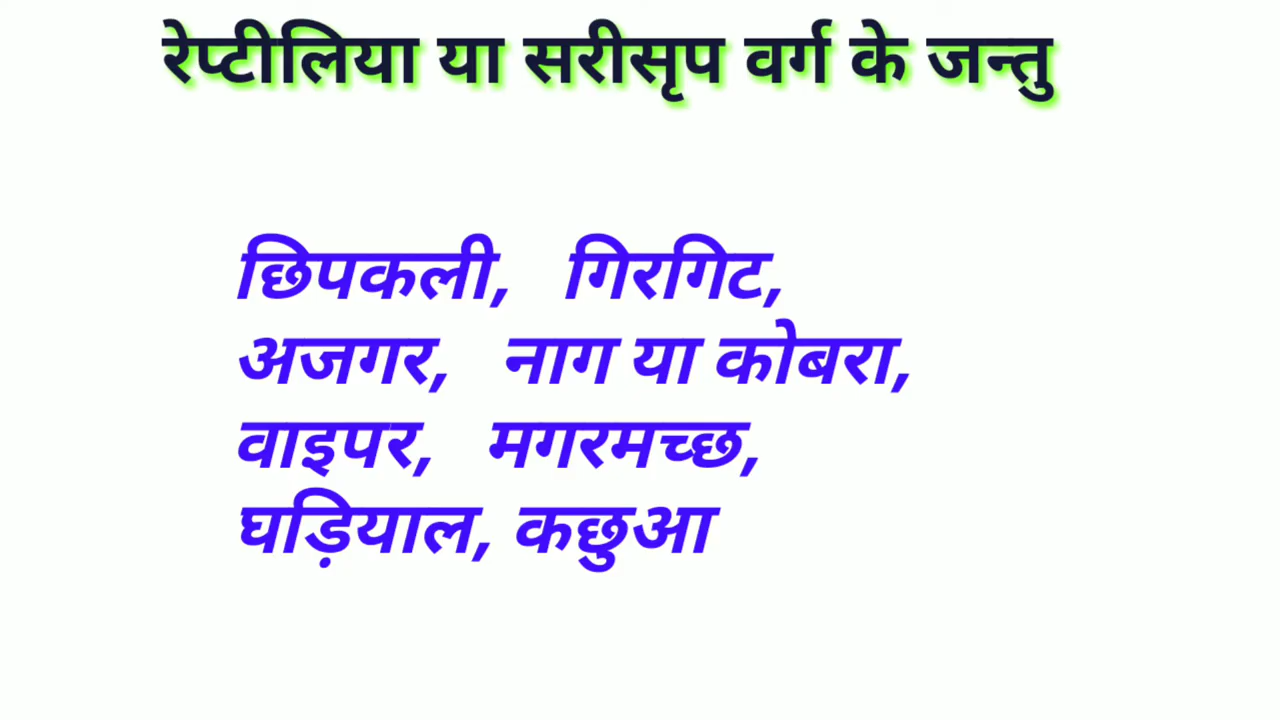 रेप्टीलिया या सरीसृप वर्ग के जन्तु
छिपकली, गिरगिट,
अजगर, नाग या कोबरा,
वाइपर, मगरमच्छ,
घड़ियाल, कछुआ